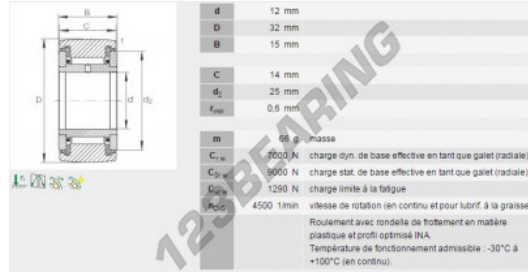 B
C
r
D
d
d2
d 12 mm
D 32 mm
B 15 mm
C 14 mm
d2 25 mm
rmin 0,6 mm
m 66 g masse
Cr w 7000 N charge dyn. de base effective en tant que galet (radiale)
C0r w 9000 N charge stat. de base effective en tant que galet (radiale)
1290 N charge limite à la fatigue
nDG 4500 1/min vitesse de rotation (en continu et pour lubrif. à la graisse)
Roulement avec rondelle de frottement en matière
plastique et profil optimisé INA.
Température de fonctionnement admissible : -30°C à
+100°C (en continu).
123BEARING